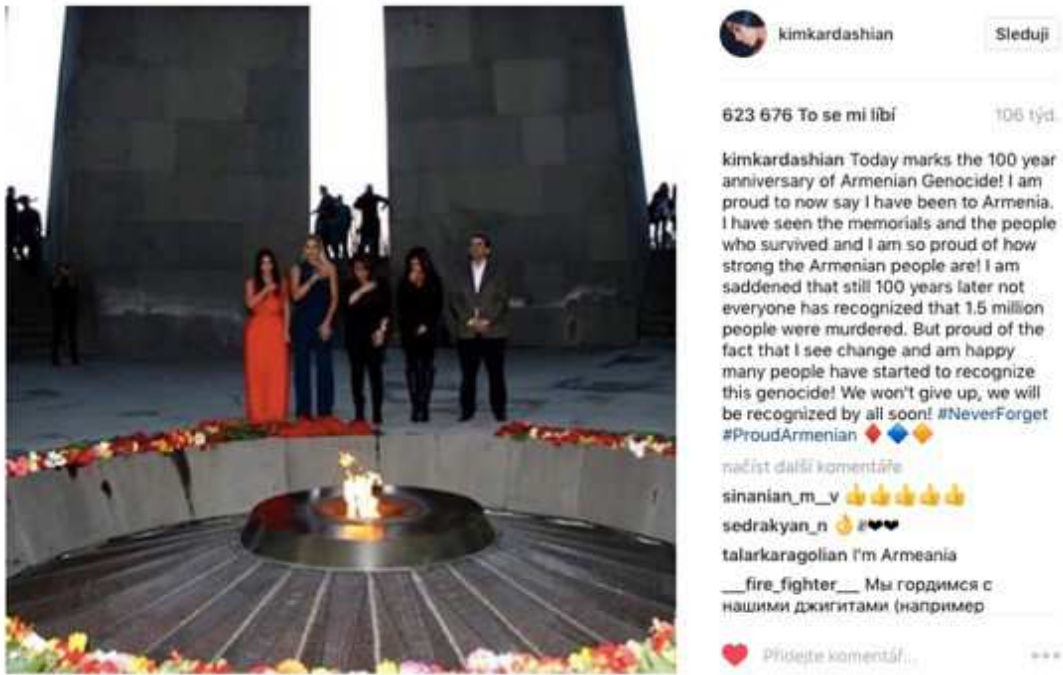 kimkardashian
Sleduji
623 676 To se mi líbí
106 týd.
kimkardashian Today marks the 100 year
anniversary of Armenian Genocide! I am
proud to now say I have been to Armenia.
I have seen the memorials and the people
who survived and I am so proud of how
strong the Armenian people are! I am
saddened that still 100 years later not
everyone has recognized that 1.5 million
people were murdered. But proud of the
fact that I see change and am happy
many people have started to recognize
this genocide! We won't give up, we will
be recognized by all soon! #NeverForget
#ProudArmenian ♦️🔷🔶
načíst další komentáře
sinanian_m__v 👍👍👍👍👍
sedrakyan_n 👌✌❤❤
talarkaragolian I'm Armeania
___fire_fighter___ Мы гордимся с
нашими джигитами (например
Přidejte komentář...